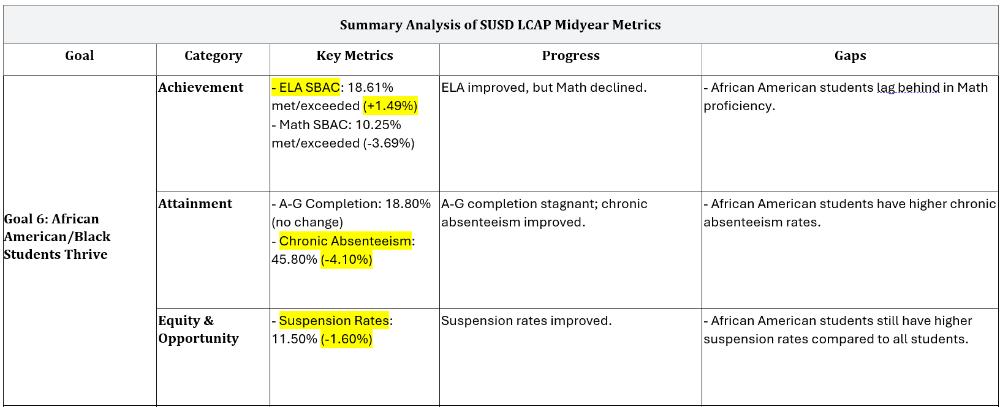 Summary Analysis of SUSD LCAP Midyear Metrics
Goal
Category
Key Metrics
Progress
Gaps
Goal 6: African
American/Black
Students Thrive
Achievement
- ELA SBAC: 18.61%
met/exceeded (+1.49%)
- Math SBAC: 10.25%
met/exceeded (-3.69%)
ELA improved, but Math declined.
- African American students lag behind in Math
proficiency.
Attainment
- A-G Completion: 18.80%
(no change)
- Chronic Absenteeism:
45.80% (-4.10%)
A-G completion stagnant; chronic
absenteeism improved.
- African American students have higher chronic
absenteeism rates.
Equity &
Opportunity
- Suspension Rates:
11.50% (-1.60%)
Suspension rates improved.
- African American students still have higher
suspension rates compared to all students.